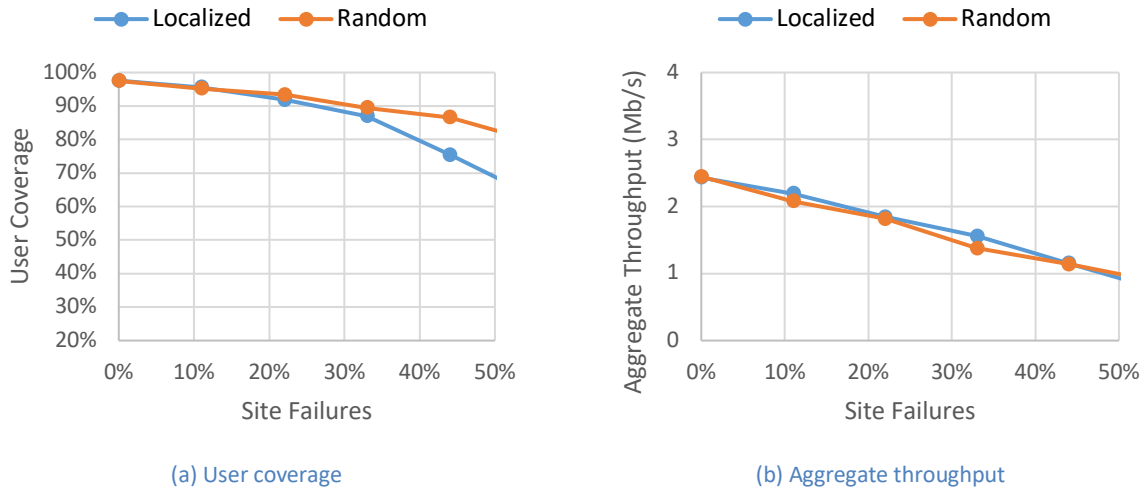 Localized Random
100%
90%
80%
70%
60%
50%
40%
30%
20%
User Coverage
0% 10% 20% 30% 40% 50%
Site Failures
(a) User coverage
Localized Random
4
3
2
1
0
Aggregate Throughput (Mb/s)
0% 10% 20% 30% 40% 50%
Site Failures
(b) Aggregate throughput